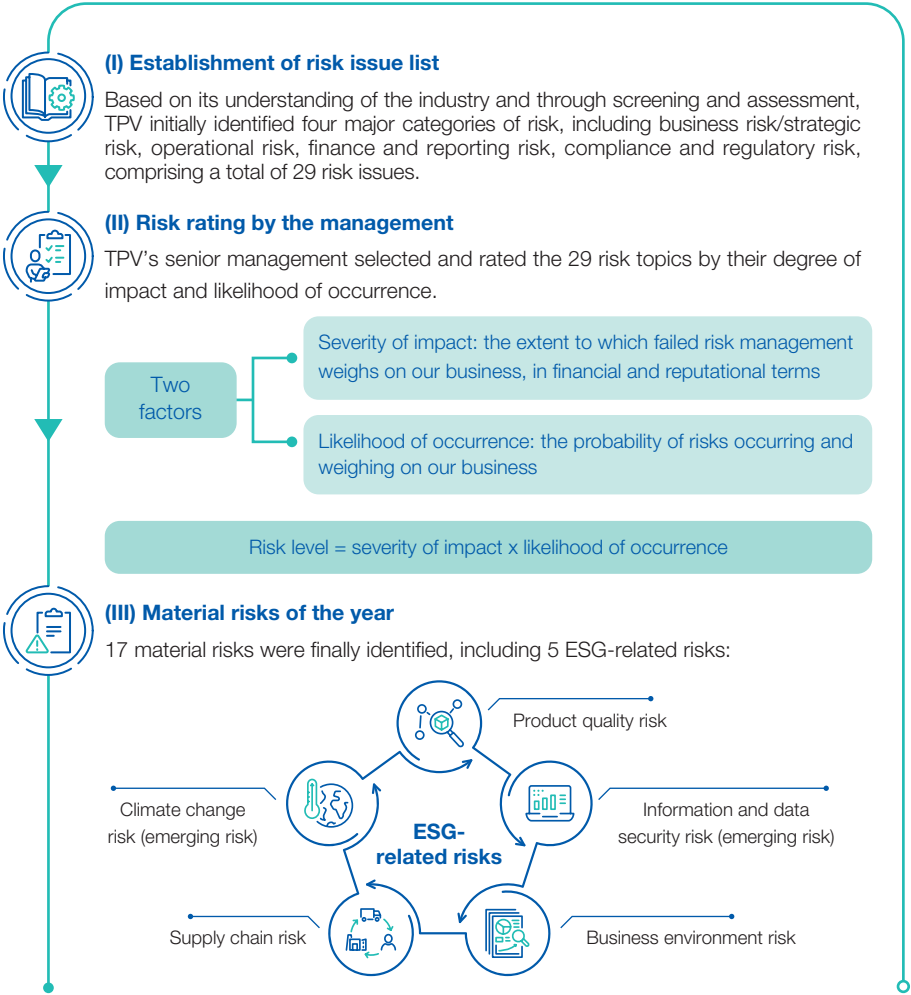 (I) Establishment of risk issue list
Based on its understanding of the industry and through screening and assessment,
TPV initially identified four major categories of risk, including business risk/strategic
risk, operational risk, finance and reporting risk, compliance and regulatory risk,
comprising a total of 29 risk issues.
(II) Risk rating by the management
TPV's senior management selected and rated the 29 risk topics by their degree of
impact and likelihood of occurrence.
Two
factors
Severity of impact: the extent to which failed risk management
weighs on our business, in financial and reputational terms
Likelihood of occurrence: the probability of risks occurring and
weighing on our business
Risk level = severity of impact x likelihood of occurrence
(III) Material risks of the year
17 material risks were finally identified, including 5 ESG-related risks:
Product quality risk
Climate change
risk (emerging risk)
Information and data
security risk (emerging risk)
ESG-
related risks
Supply chain risk
Business environment risk